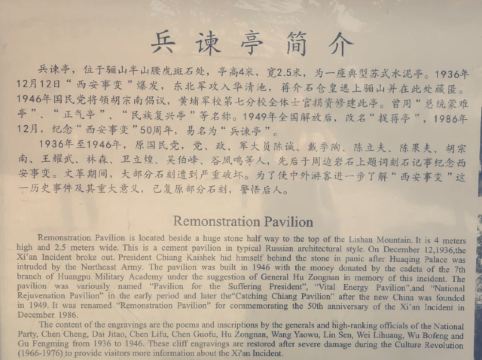 兵谏亭简介
兵谏亭，位于骊山半山腰虎斑石处，亭高4米，宽2.5米，为一座典型苏式水泥亭。1936年
12月12日“西安事变”爆发，东北军攻入华清池，蒋介石仓皇逃上骊山并在此处藏匿。
1946年国民党将领胡宗南倡议，黄埔军校第七分校全体士官捐资修建此亭。曾周“总统蒙难
亭”、“正气亭”、“民族复兴亭”等名称。1949年全国解放后，改名“捉蒋亭”，1986年
12月，纪念“西安事变”50周年，易名为“兵谏亭”。
1936年至1946年，原国民党，党、政、军大员陈诚、戴季陶、陈立夫、陈果夫、胡宗
南、王耀武、林森、卫立煌、吴伯峰、谷凤鸣等人，先后于周边岩石上题词刻石记事纪念西
安事变。文革期间，大部分石刻遭到严重破坏。为了使中外游客进一步了解“西安事变”这
一历史事件及其重大意义，已复原部分石刻，警悟后人。
Remonstration Pavilion
Remonstration Pavilion is located beside a huge stone half way to the top of the Lishan Mountain. It is 4 meters
high and 2.5 meters wide. This is a cement pavilion in typical Russian architectural style. On December 12,1936,the
Xi'an Incident broke out. President Chiang Kaishek hid himself behind the stone in panic after Huaqing Palace was
intruded by the Northeast Army. The pavilion was built in 1946 with the money donated by the cadets of the 7th
branch of Huangpu Military Academy under the suggestion of General Hu Zongnan in memory of this incident. The
pavilion was variously named “Pavilion for the Suffering President”, “Vital Energy Pavilion”,and “National
Rejuvenation Pavilion” in the early period and later the“Catching Chiang Pavilion” after the new China was founded
in 1949. It was renamed “Remonstration Pavilion” for commemorating the 50th anniversary of the Xi'an Incident in
December. 1986.
The content of the engravings are the poems and inscriptions by the generals and high-ranking officials of the National
Party, Chen Cheng, Dai Jitao, Chen Lifu, Chen Guofu, Hu Zongnan, Wang Yaowu, Lin Sen, Wei Lihuang, Wu Bofeng and
Gu Fengming from 1936 to 1946. These cliff engravings are restored after severe damage during the Culture Revolution
(1966-1976) to provide visitors more information about the Xi'an Incident.